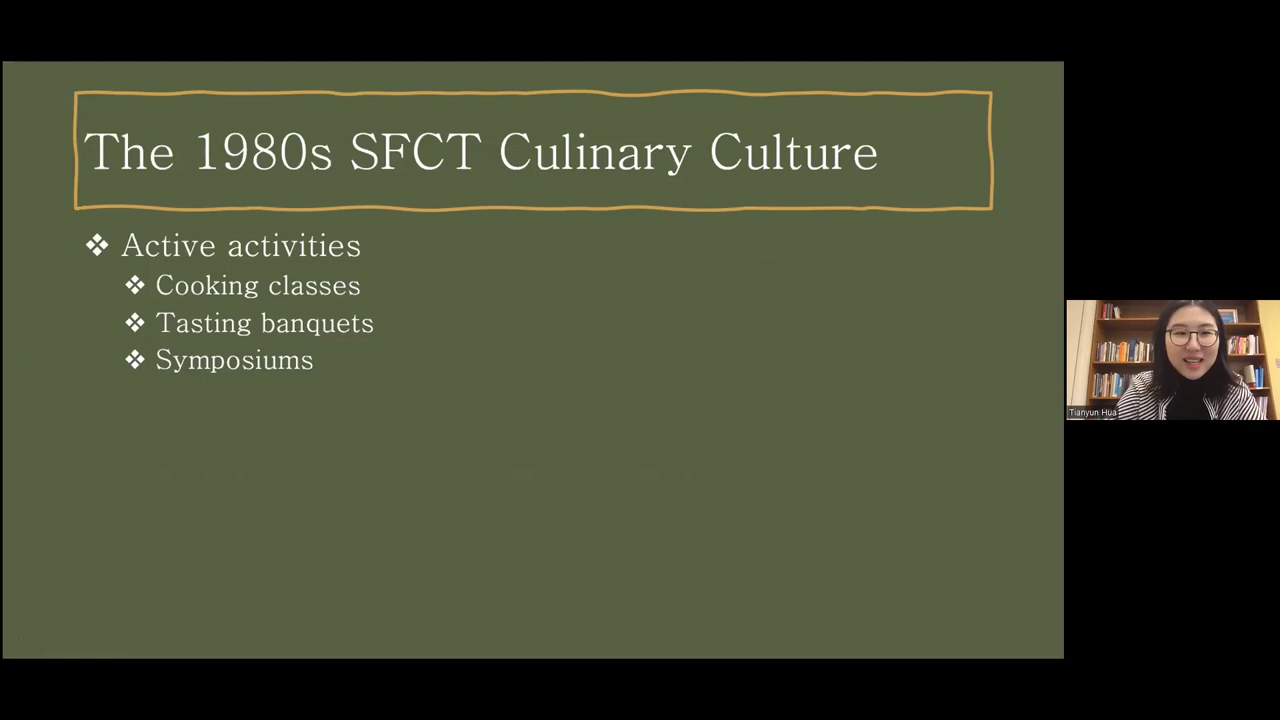 The 1980s SFCT Culinary Culture
❖ Active activities
❖ Cooking classes
❖ Tasting banquets
❖ Symposiums
Tianyun Hua